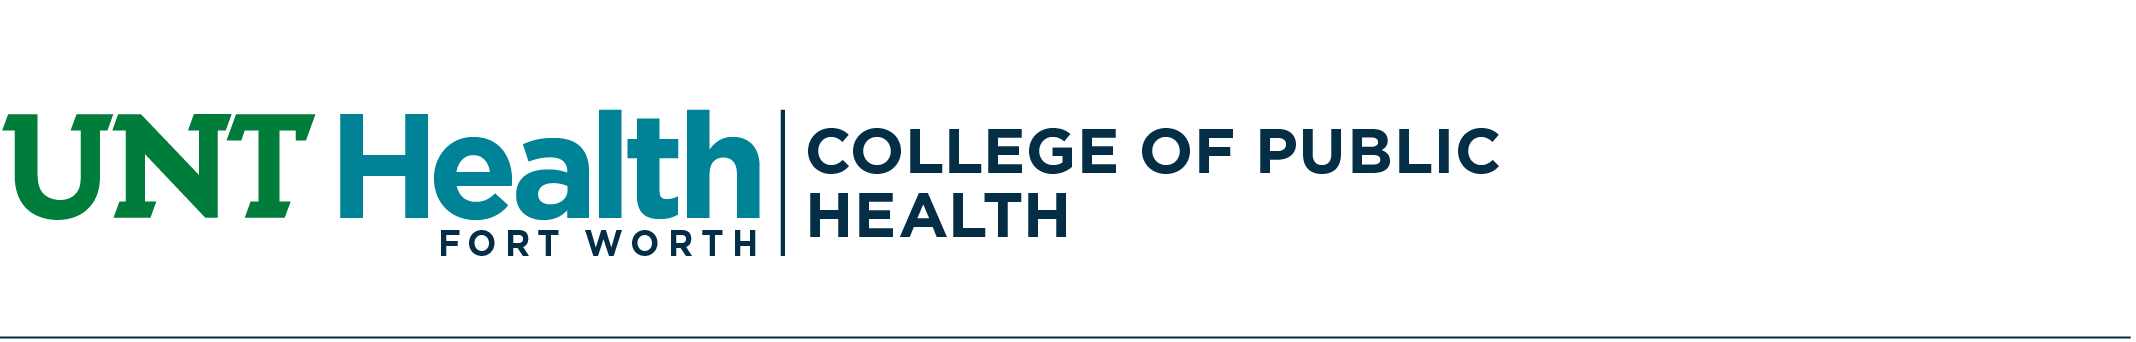 UNT Health
FORT WORTH
COLLEGE OF PUBLIC
HEALTH